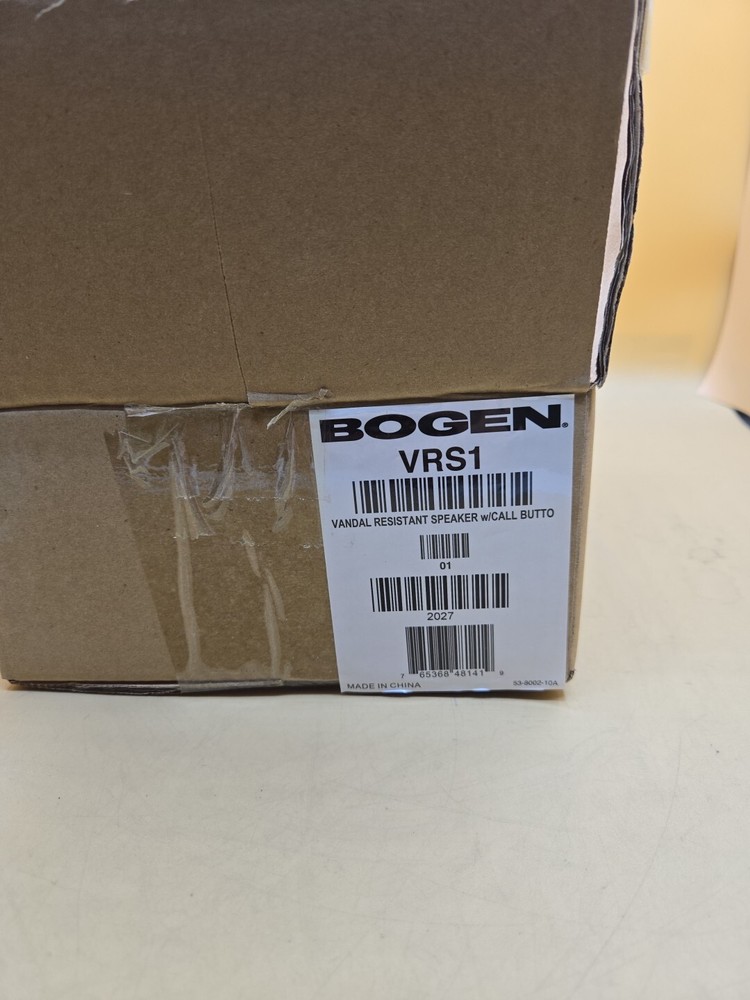 BOGEN®
VRS1
VANDAL RESISTANT SPEAKER w/CALL BUTTO
01
2027
7 65368 48141 9
MADE IN CHINA 53-9002-10A